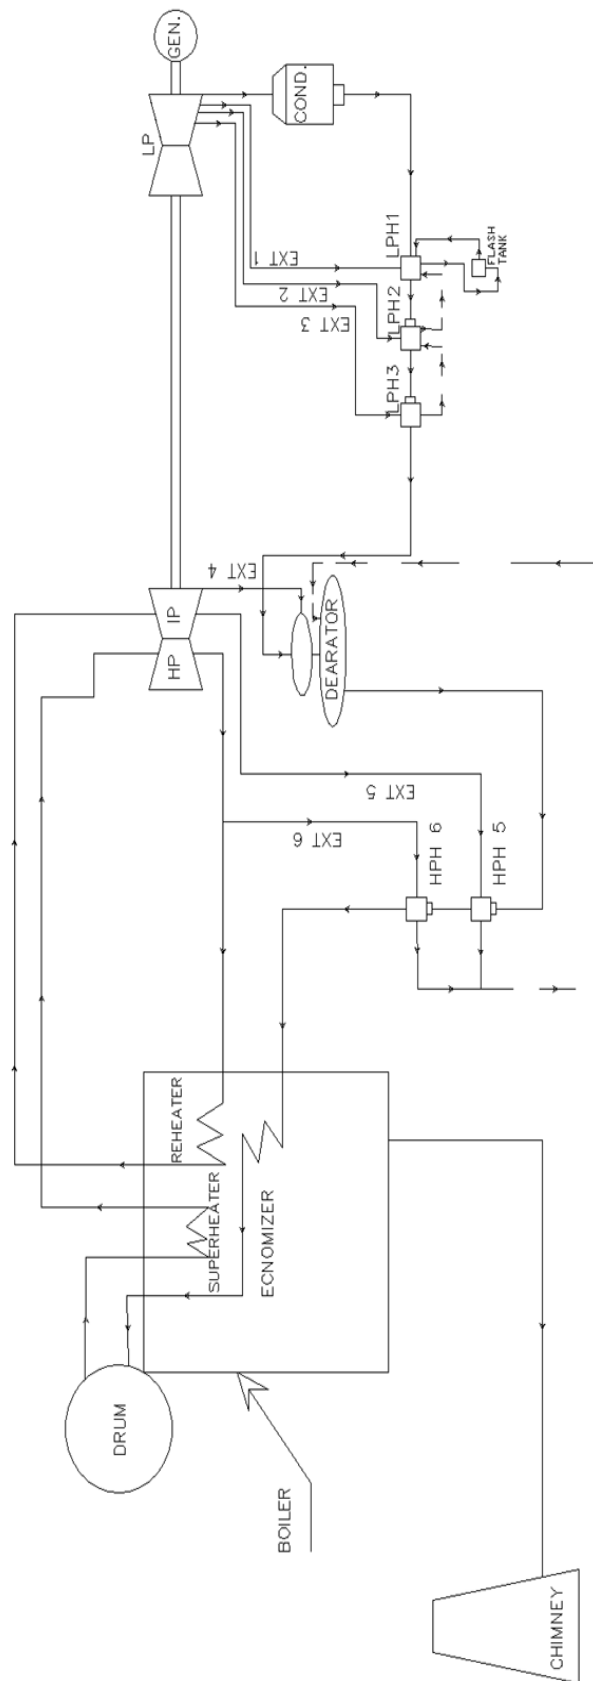 GEN.
LP
COND.
LPH1
EXT 1
FLASH
TANK
LPH2
EXT 2
EXT 3
LPH3
EXT 4
IP
HP
DEARATOR
EXT 5
EXT 6
HPH 6
HPH 5
REHEATER
SUPERHEATER
ECNOMIZER
DRUM
BOILER
CHIMNEY